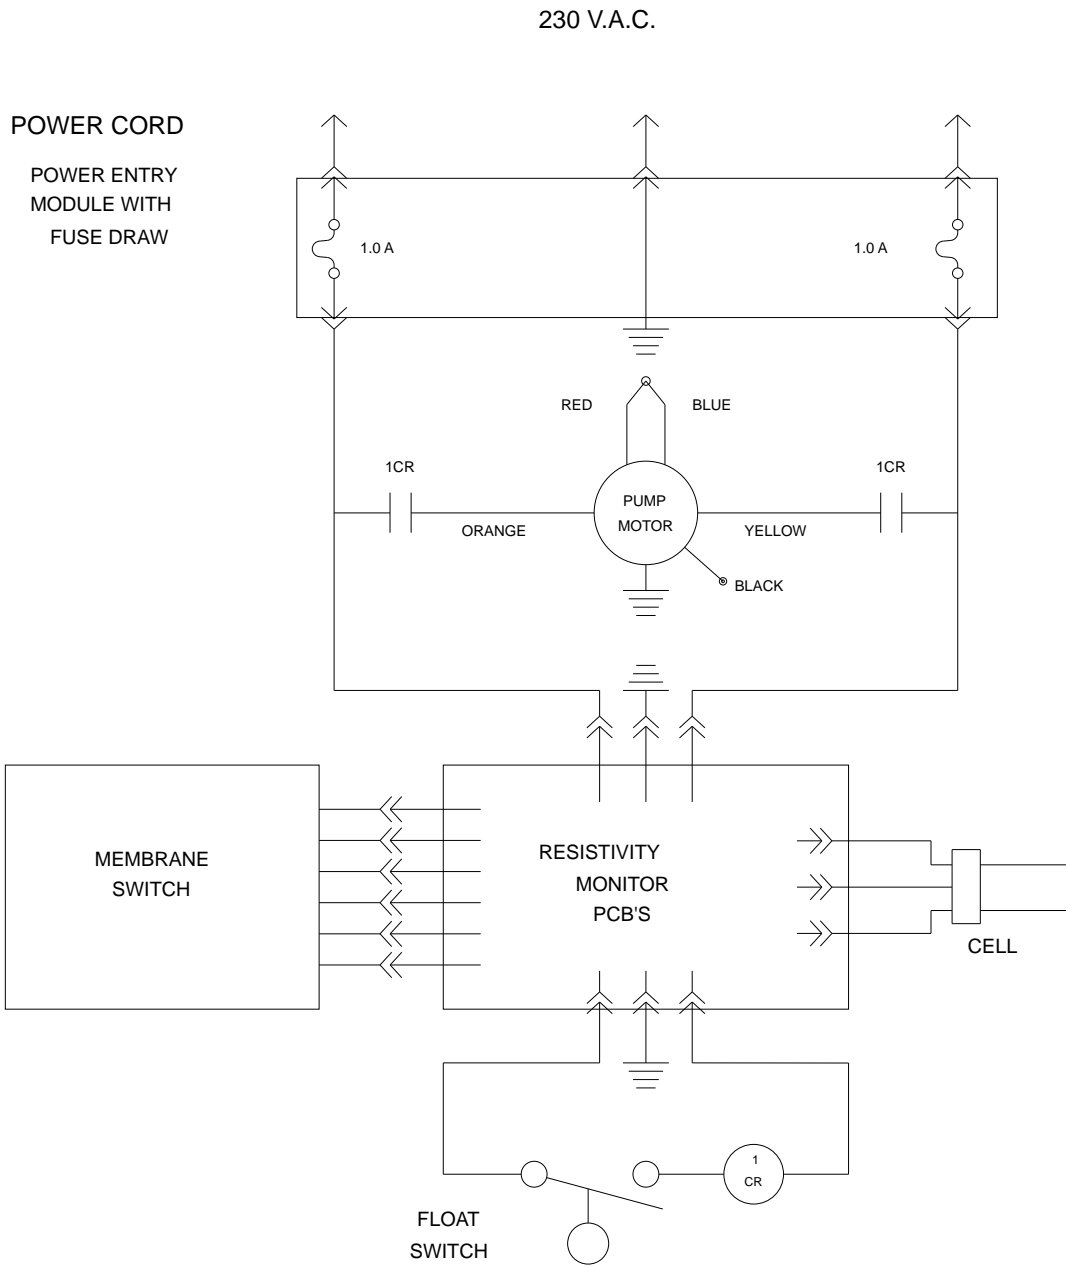 230 V.A.C.
POWER CORD
POWER ENTRY
MODULE WITH
FUSE DRAW
1.0 A
1.0 A
RED
BLUE
1CR
1CR
PUMP
MOTOR
ORANGE
YELLOW
BLACK
MEMBRANE
SWITCH
RESISTIVITY
MONITOR
PCB'S
CELL
1
CR
FLOAT
SWITCH